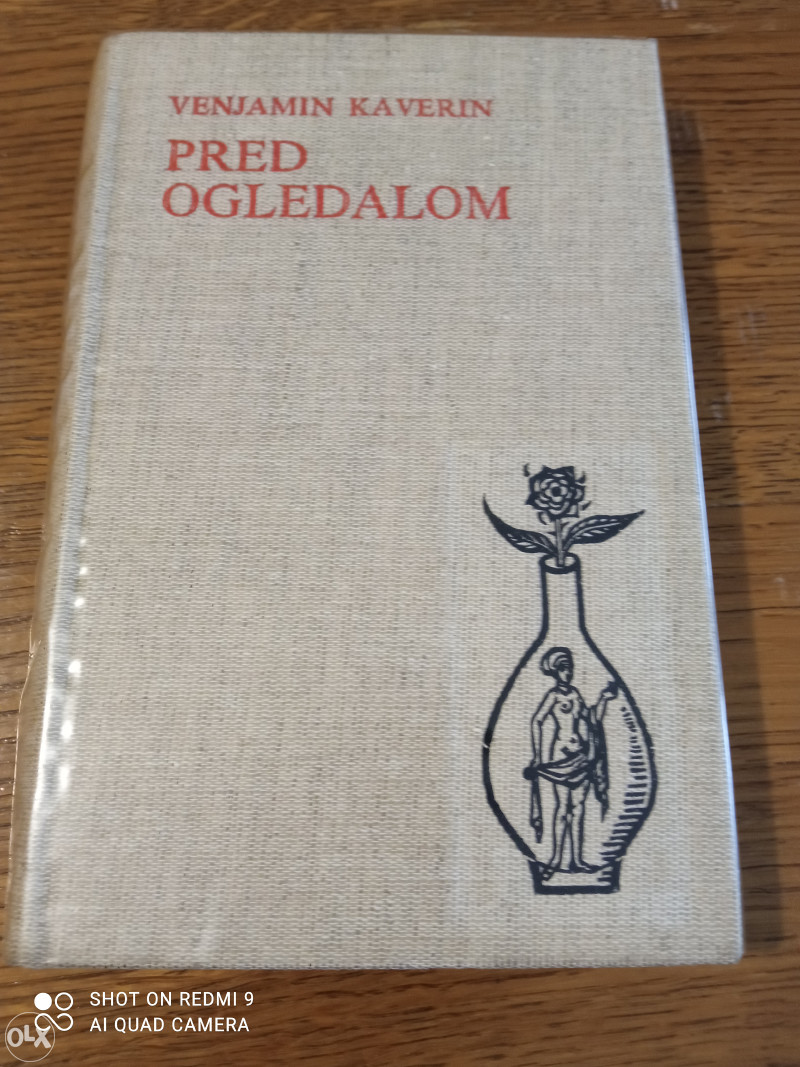 VENJAMIN KAVERIN
PRED
OGLEDALOM
SHOT ON REDMI 9
AI QUAD CAMERA
OLX